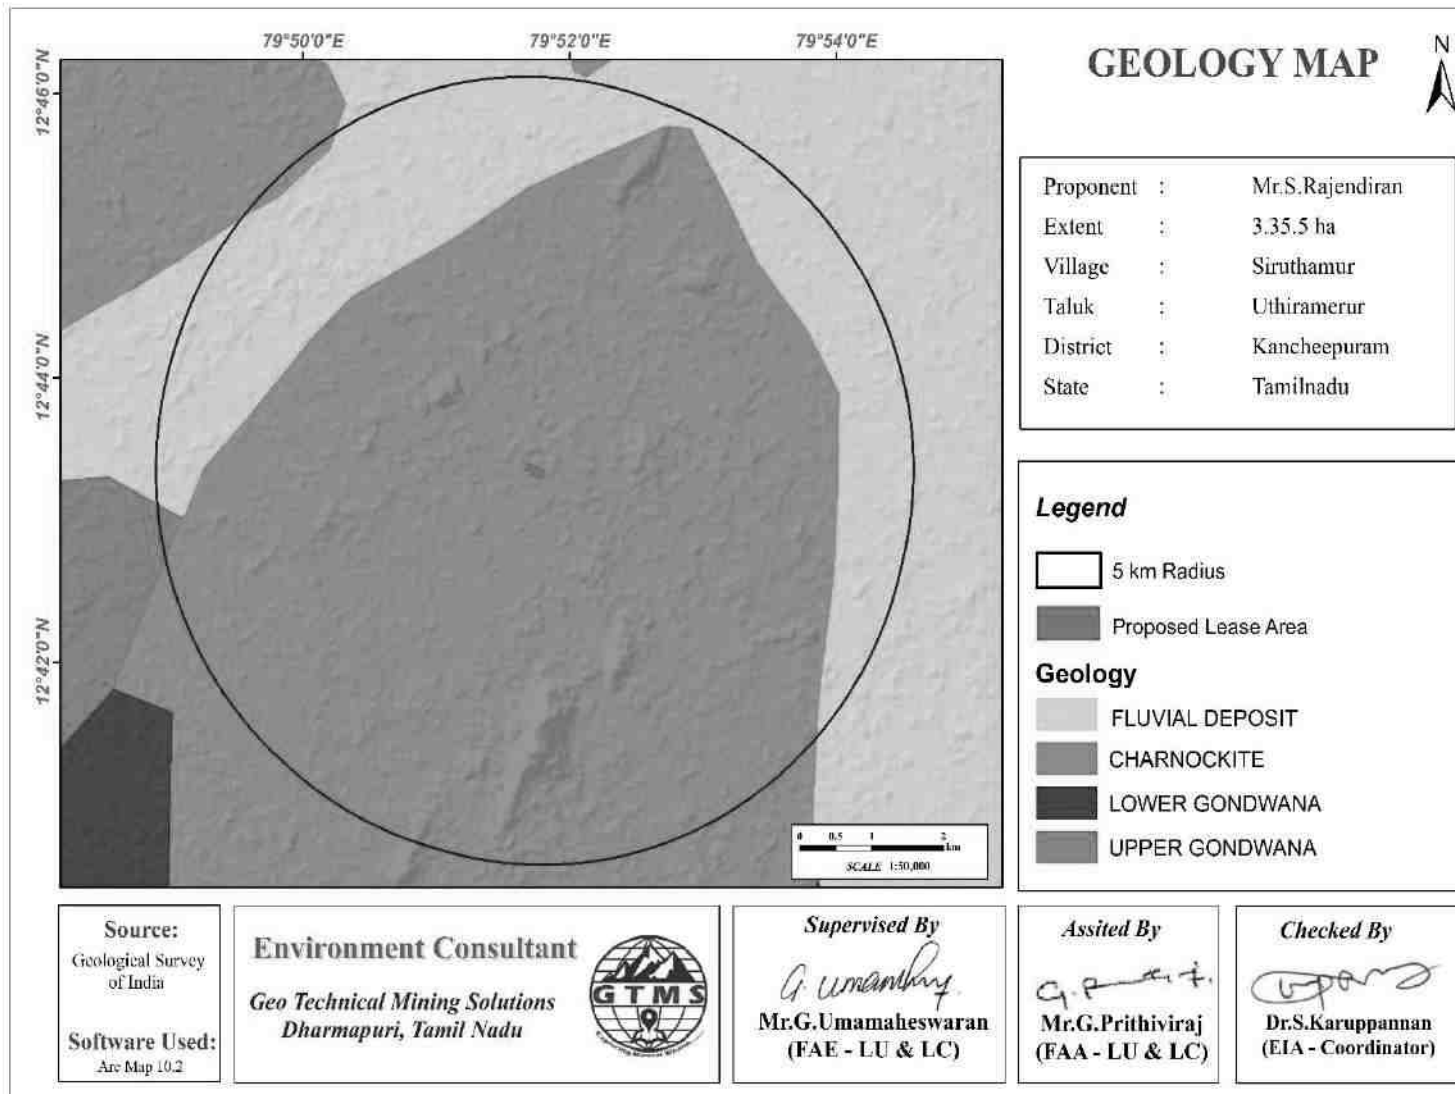 79°50'0"E 79°52'0"E 79°54'0"E
12°46'0"N
12°44'0"N
12°42'0"N
0 0.5 1 2
km
SCALE 1:50,000
GEOLOGY MAP
N
Proponent : Mr.S.Rajendiran
Extent : 3.35.5 ha
Village : Siruthamur
Taluk : Uthiramerur
District : Kancheepuram
State : Tamilnadu
Legend
5 km Radius
Proposed Lease Area
Geology
FLUVIAL DEPOSIT
CHARNOCKITE
LOWER GONDWANA
UPPER GONDWANA
Source:
Geological Survey
of India
Software Used:
Arc Map 10.2
Environment Consultant
Geo Technical Mining Solutions
Dharmapuri, Tamil Nadu
GTMS
Supervised By
Mr.G.Umamaheswaran
(FAE - LU & LC)
Assited By
Mr.G.Prithiviraj
(FAA - LU & LC)
Checked By
Dr.S.Karuppannan
(EIA - Coordinator)